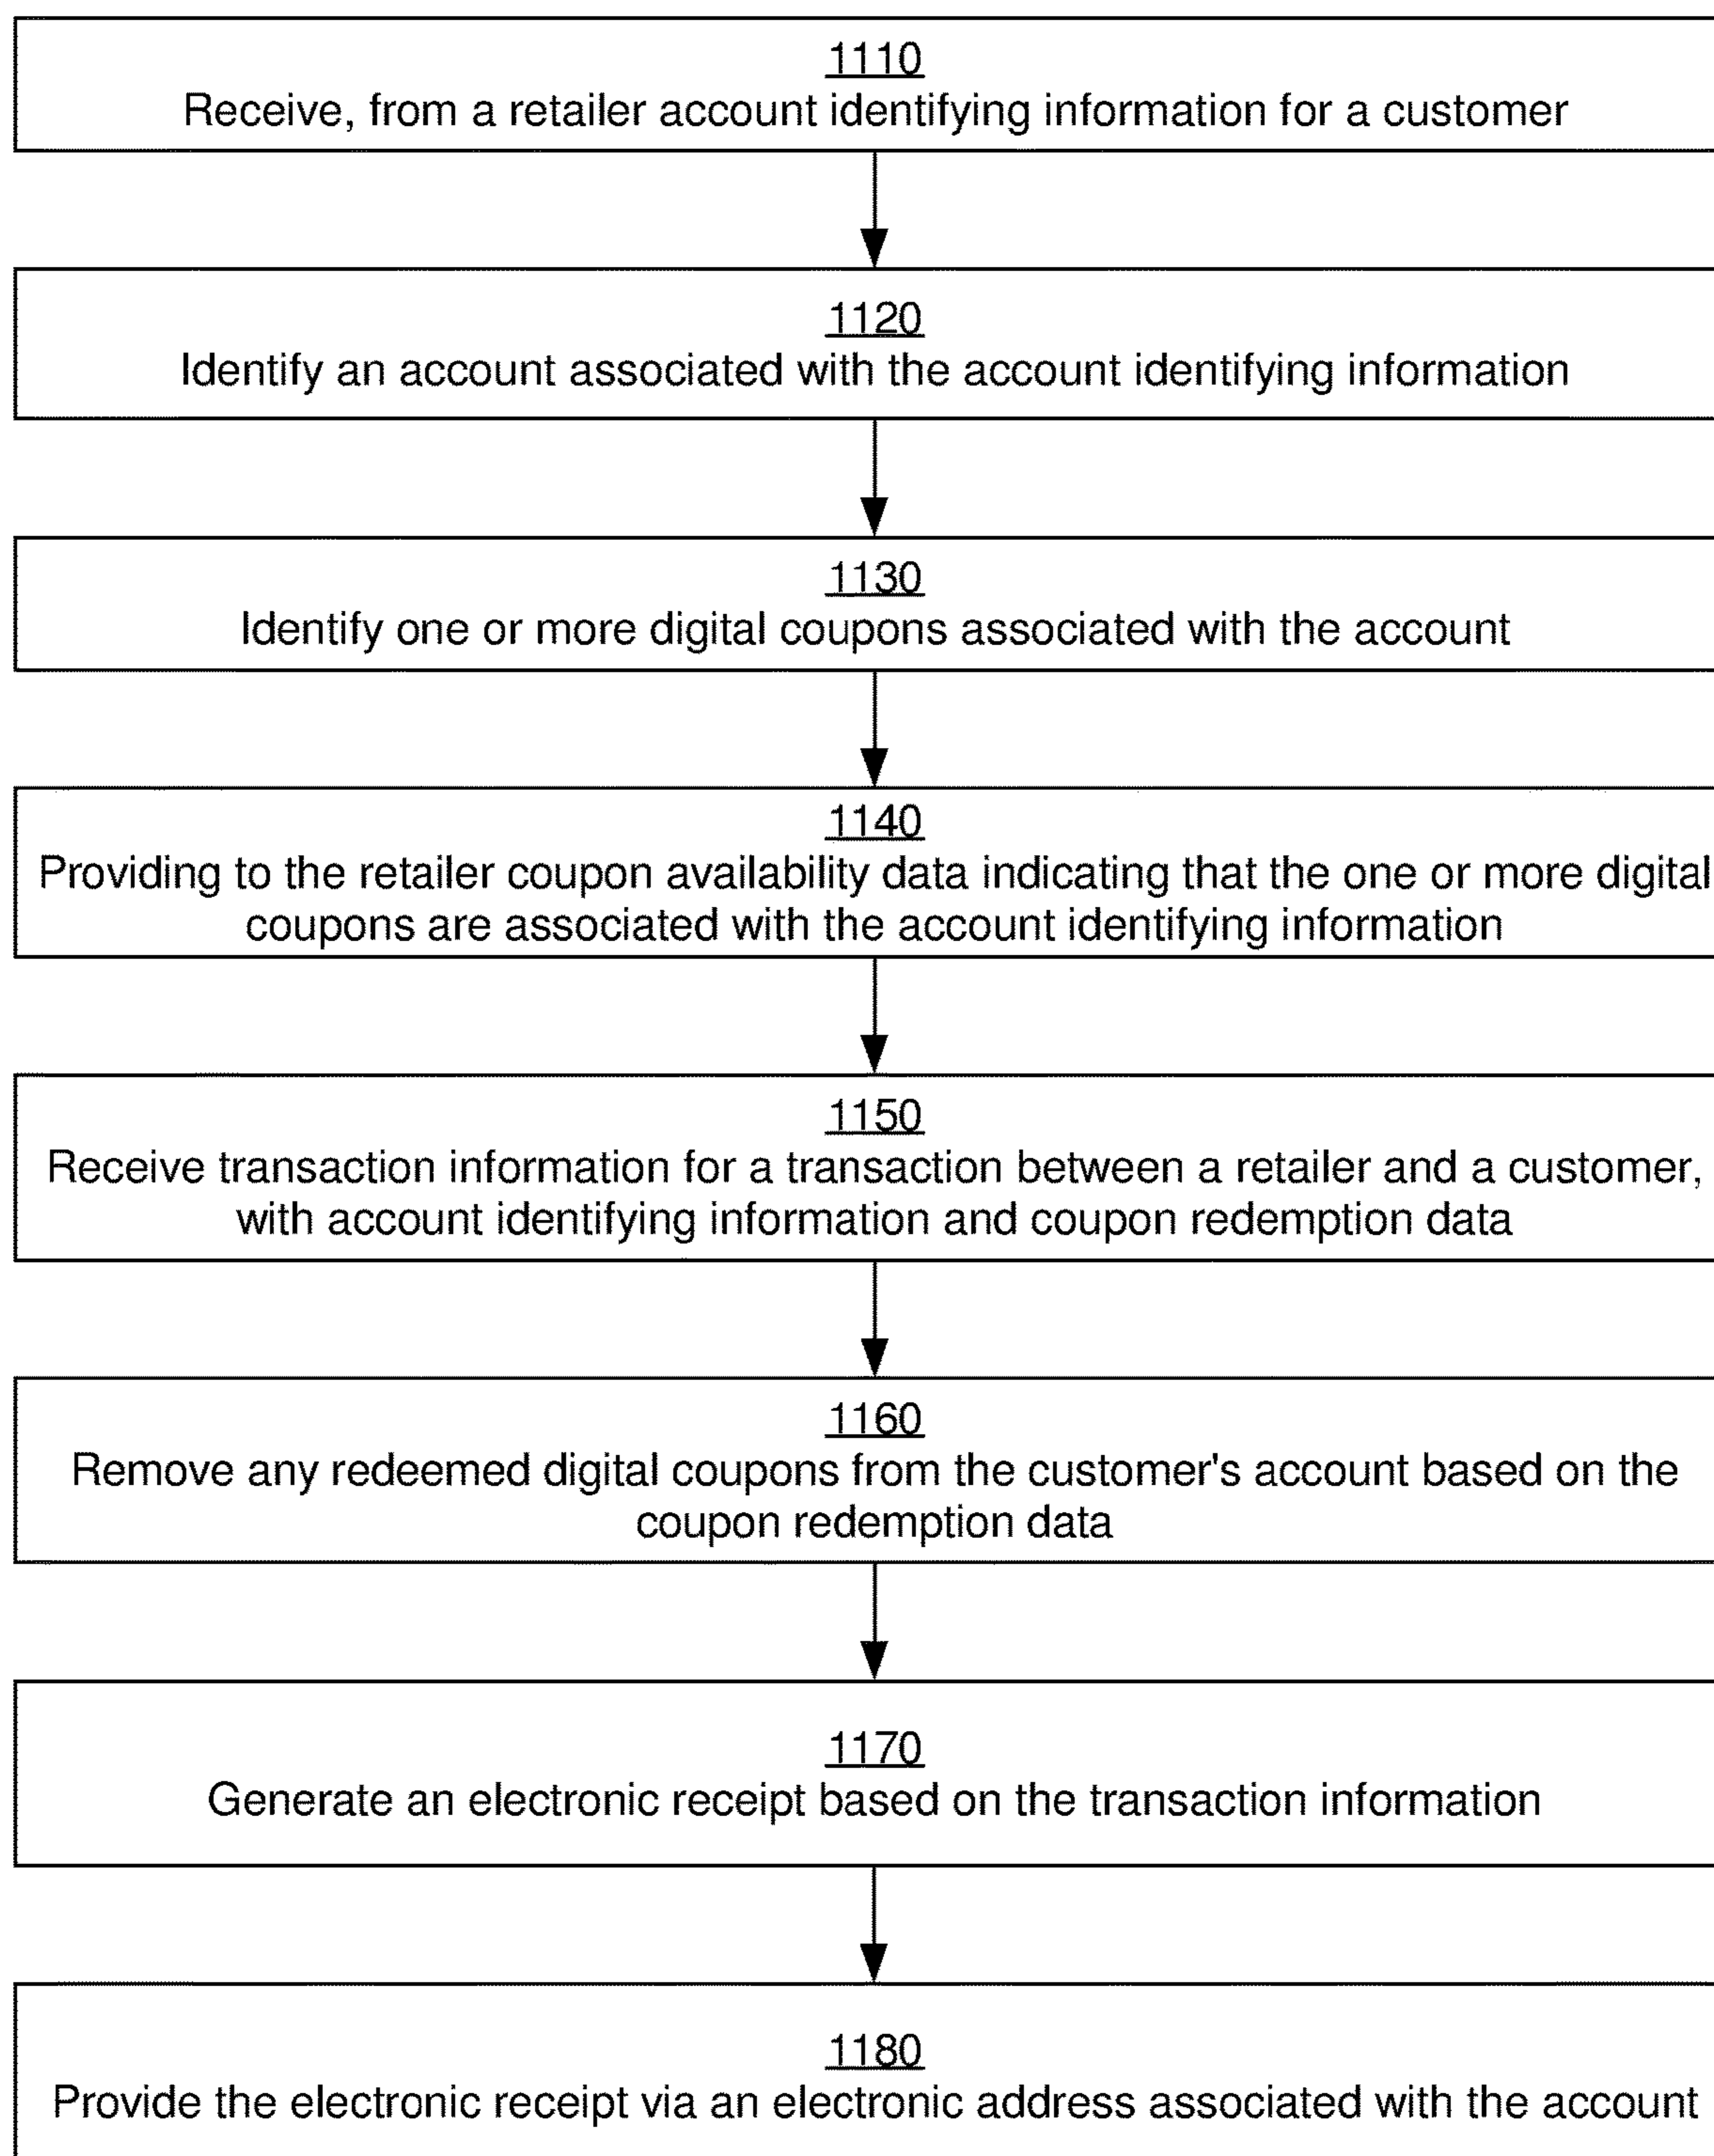 1110
Receive, from a retailer account identifying information for a customer
1120
Identify an account associated with the account identifying information
1130
Identify one or more digital coupons associated with the account
1140
Providing to the retailer coupon availability data indicating that the one or more digital
coupons are associated with the account identifying information
1150
Receive transaction information for a transaction between a retailer and a customer,
with account identifying information and coupon redemption data
1160
Remove any redeemed digital coupons from the customer's account based on the
coupon redemption data
1170
Generate an electronic receipt based on the transaction information
1180
Provide the electronic receipt via an electronic address associated with the account